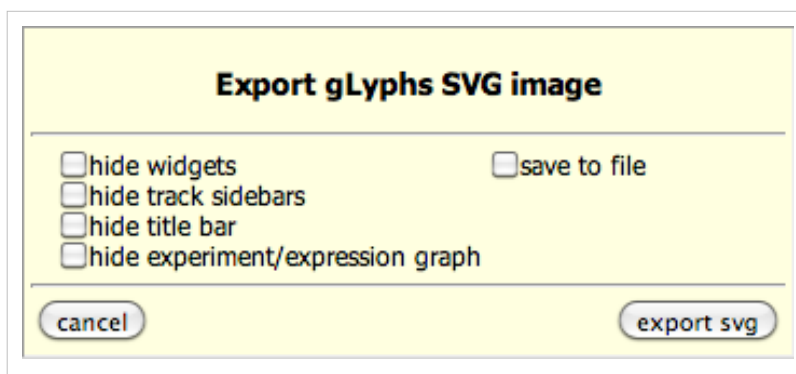 Export gLyphs SVG image
hide widgets save to file
hide track sidebars
hide title bar
hide experiment/expression graph
cancel export svg